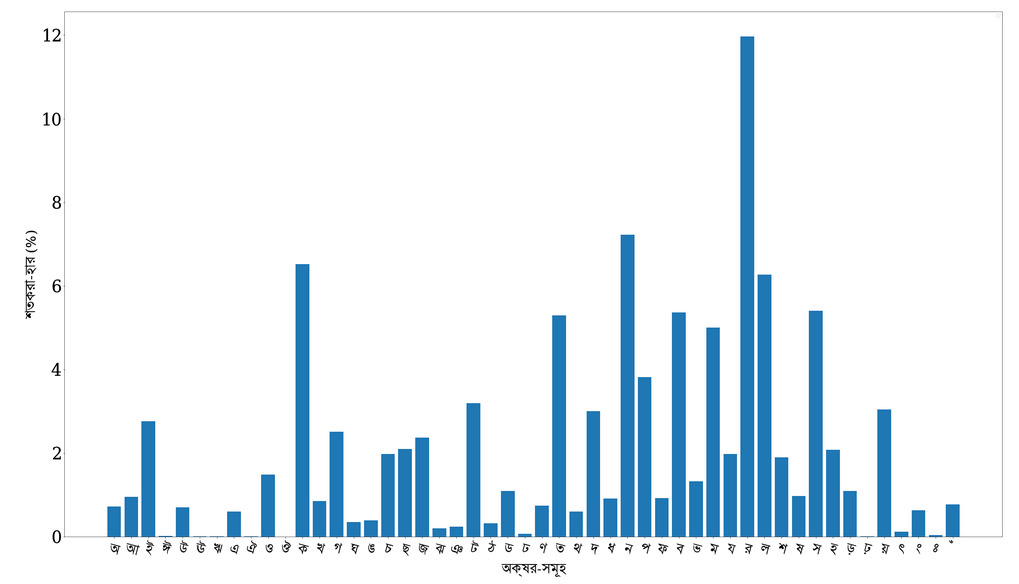 12
10
8
6
4
2
0
শতকরা-হার (%)
অ আ ই ঈ উ ঊ ঋ এ ঐ ও ঔ ক খ গ ঘ ঙ চ ছ জ ঝ ঞ ট ঠ ড ঢ ণ ত থ দ ধ ন প ফ ব ভ ম য র ল শ ষ স হ ড় ঢ় য় ৎ ং ঃ ঁ
অক্ষর-সমূহ